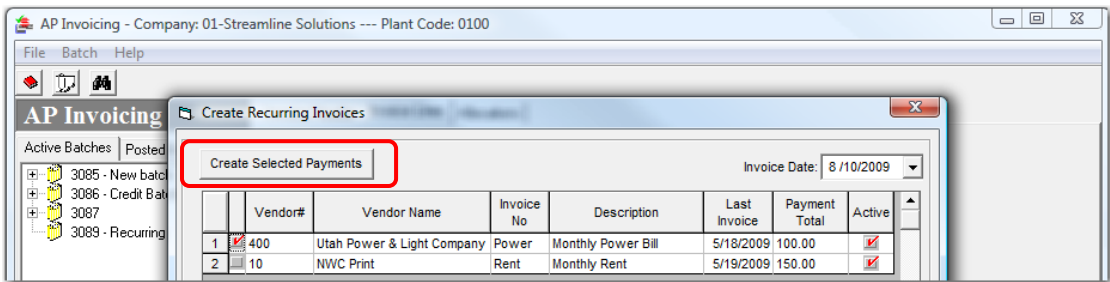 AP Invoicing - Company: 01-Streamline Solutions --- Plant Code: 0100
File Batch Help
AP Invoicing
Create Recurring Invoices
Active Batches Posted
3085 - New batch
3086 - Credit Bat
3087
3089 - Recurring
Create Selected Payments
Invoice Date: 8 /10/2009
Vendor# Vendor Name Invoice No Description Last Invoice Payment Total Active
1 400 Utah Power & Light Company Power Monthly Power Bill 5/18/2009 100.00
2 10 NWC Print Rent Monthly Rent 5/19/2009 150.00